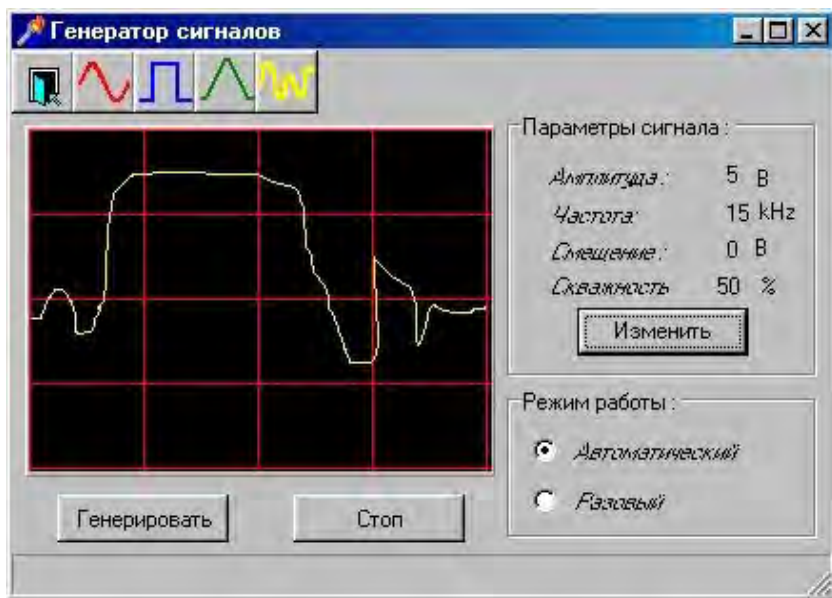 Генератор сигналов
Параметры сигнала :
Амплитуда : 5 В
Частота 15 kHz
Смещение : 0 В
Скважность 50 %
Изменить
Режим работы :
Автоматический
Разовый
Генерировать
Стоп